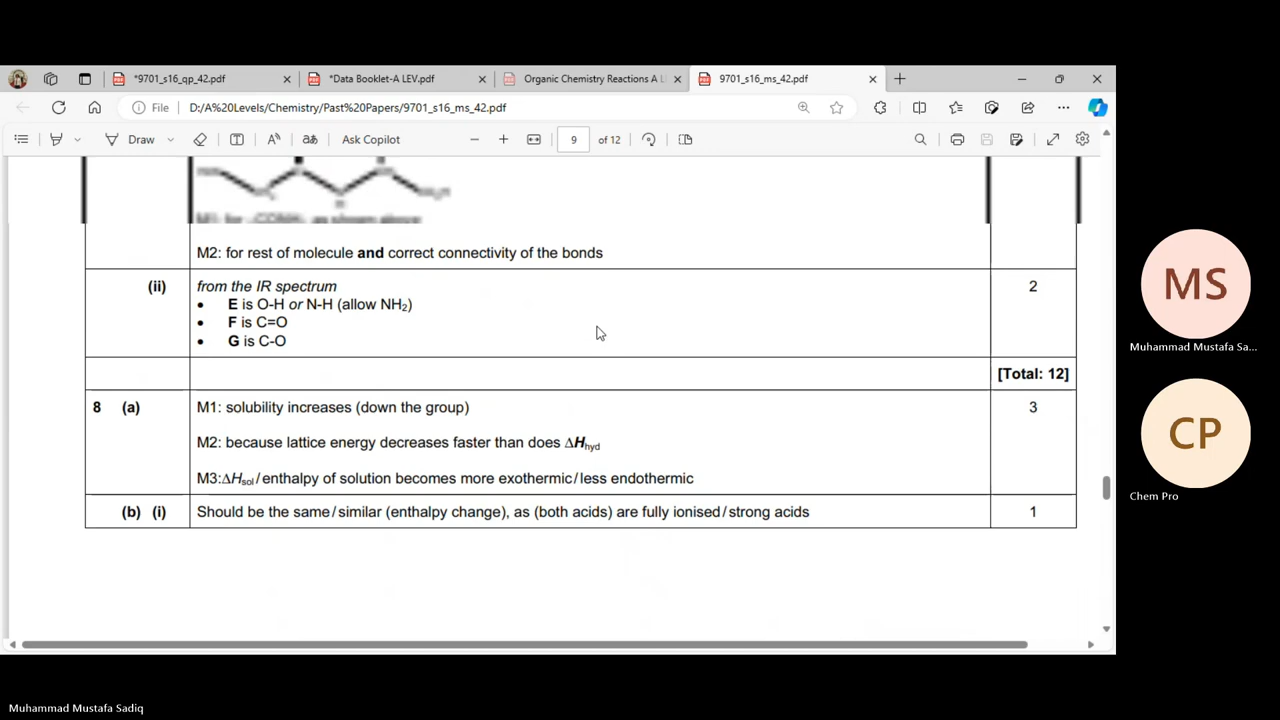 *9701_s16_qp_42.pdf
*Data Booklet-A LEV.pdf
Organic Chemistry Reactions A L
9701_s16_ms_42.pdf
File
D:/A%20Levels/Chemistry/Past%20Papers/9701_s16_ms_42.pdf
Draw
Ask Copilot
9 of 12
M2: for rest of molecule and correct connectivity of the bonds
(ii) from the IR spectrum 2
• E is O-H or N-H (allow NH₂)
• F is C=O
• G is C-O
[Total: 12]
8 (a) M1: solubility increases (down the group) 3
M2: because lattice energy decreases faster than does ΔHhyd
M3:ΔHsol/enthalpy of solution becomes more exothermic/less endothermic
(b) (i) Should be the same/similar (enthalpy change), as (both acids) are fully ionised/strong acids 1
MS
Muhammad Mustafa Sa...
CP
Chem Pro
Muhammad Mustafa Sadiq